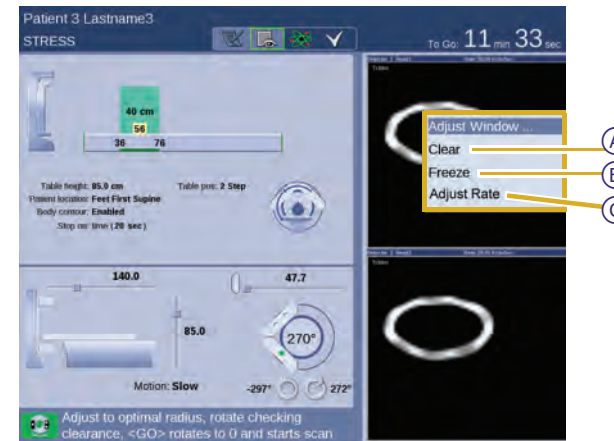 Patient 3 Lastname3
STRESS
To Go: 11 min 33 sec
40 cm
56
36 76
Table height: 85.0 cm Table pos: 2 Step
Patient location: Feet First Supine
Body contour: Enabled
Stop on: time (20 sec)
140.0 47.7
85.0
270°
Motion: Slow -297° 272°
Adjust to optimal radius, rotate checking
clearance, <GO> rotates to 0 and starts scan
Adjust Window ...
Clear A
Freeze B
Adjust Rate C